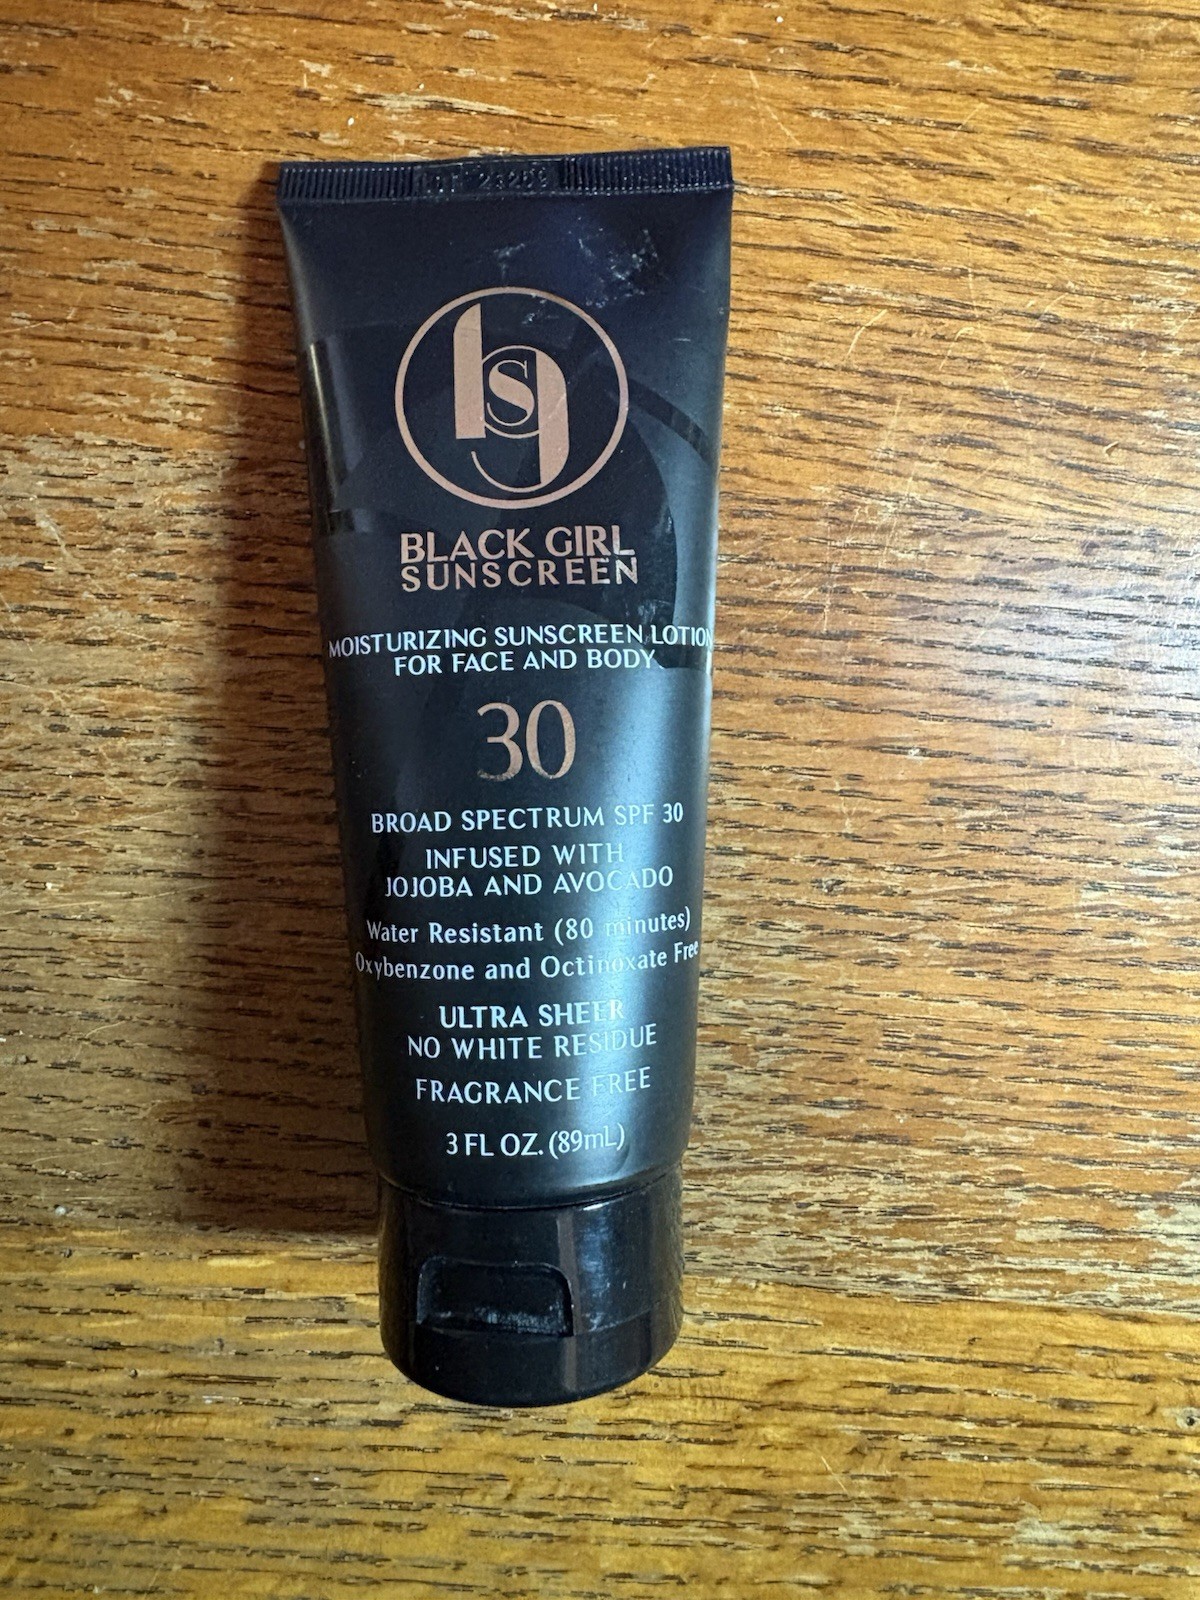 bgs
BLACK GIRL
SUNSCREEN
MOISTURIZING SUNSCREEN LOTION
FOR FACE AND BODY
30
BROAD SPECTRUM SPF 30
INFUSED WITH
JOJOBA AND AVOCADO
Water Resistant (80 minutes)
Oxybenzone and Octinoxate Free
ULTRA SHEER
NO WHITE RESIDUE
FRAGRANCE FREE
3 FL OZ. (89mL)